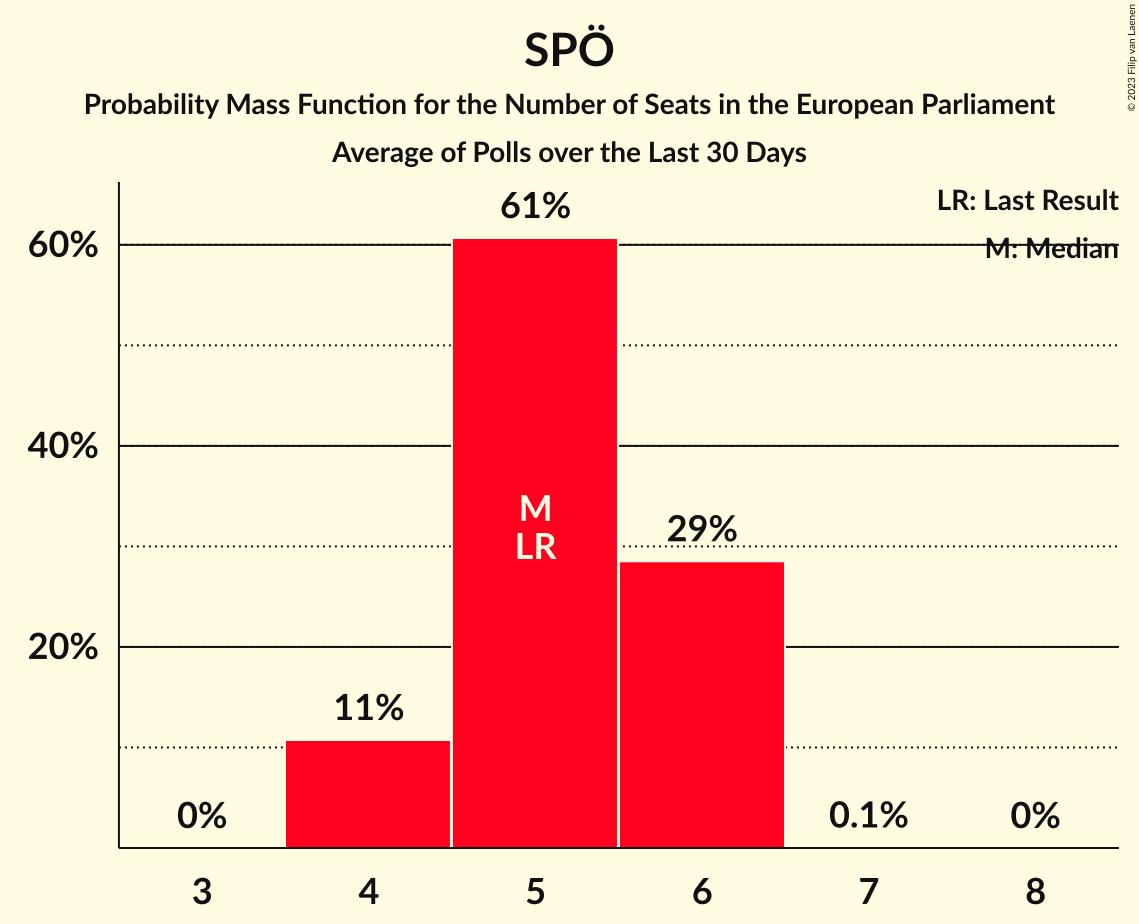 SPÖ
Probability Mass Function for the Number of Seats in the European Parliament
Average of Polls over the Last 30 Days
© 2023 Filip van Laenen
LR: Last Result
M: Median
60%
40%
20%
0%
11%
61%
M
LR
29%
0.1%
0%
3 4 5 6 7 8